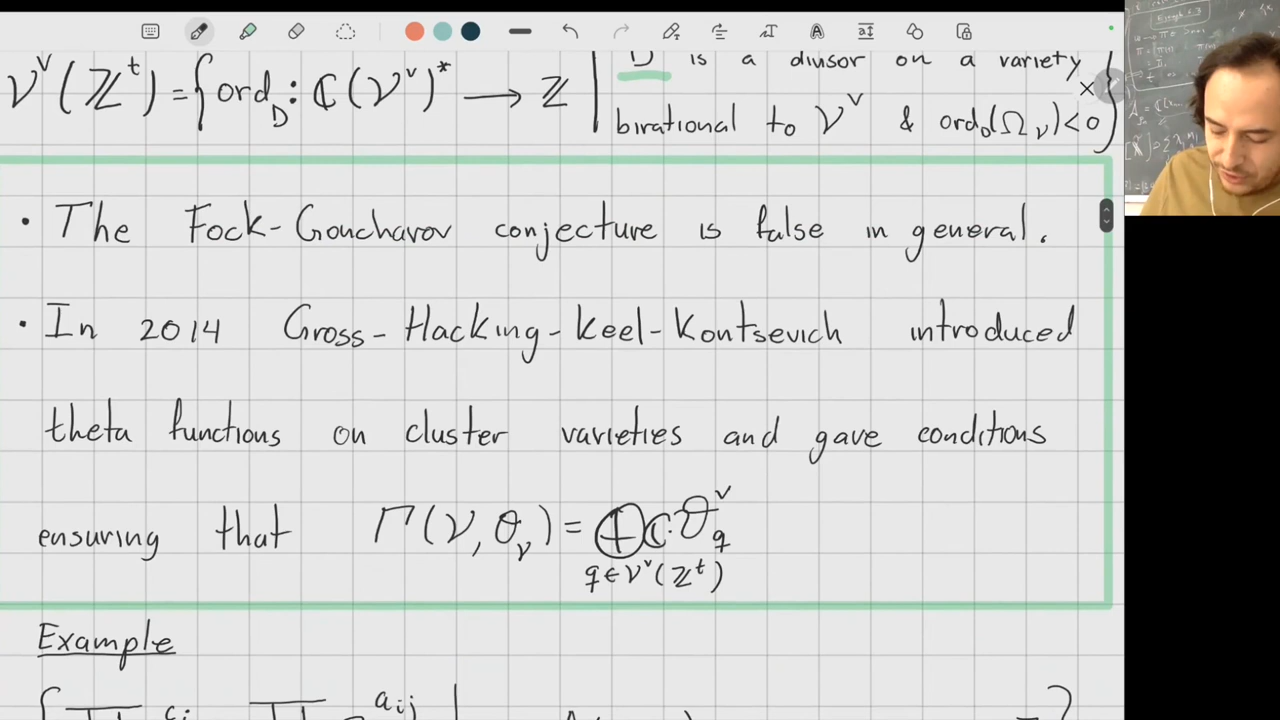 𝒱^∨(ℤ^t) = { ord_D : ℂ(𝒱^∨)^* ⟶ ℤ | D is a divisor on a variety
birational to 𝒱^∨ & ord_D(Ω_𝒱) < 0 }
• The Fock-Goncharov conjecture is false in general.
• In 2014 Gross-Hacking-Keel-Kontsevich introduced
theta functions on cluster varieties and gave conditions
ensuring that Γ(𝒱, 𝒪_𝒱) = ⊕ ℂ·ϑ_q^𝒱
q ∈ 𝒱^∨(ℤ^t)
Example